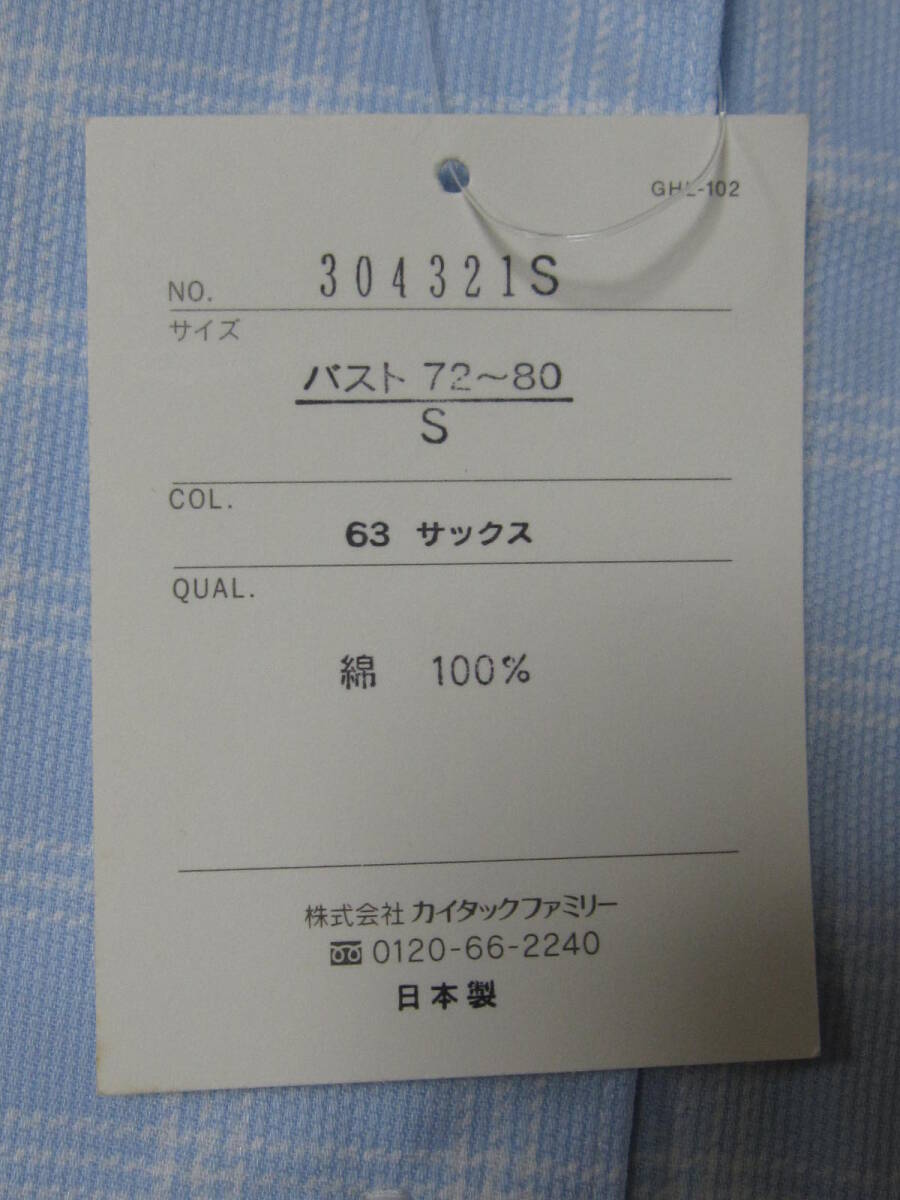 GHL-102
NO. 304321S
サイズ
バスト 72～80
S
COL.
63 サックス
QUAL.
綿 100%
株式会社 カイタックファミリー
0120-66-2240
日本製